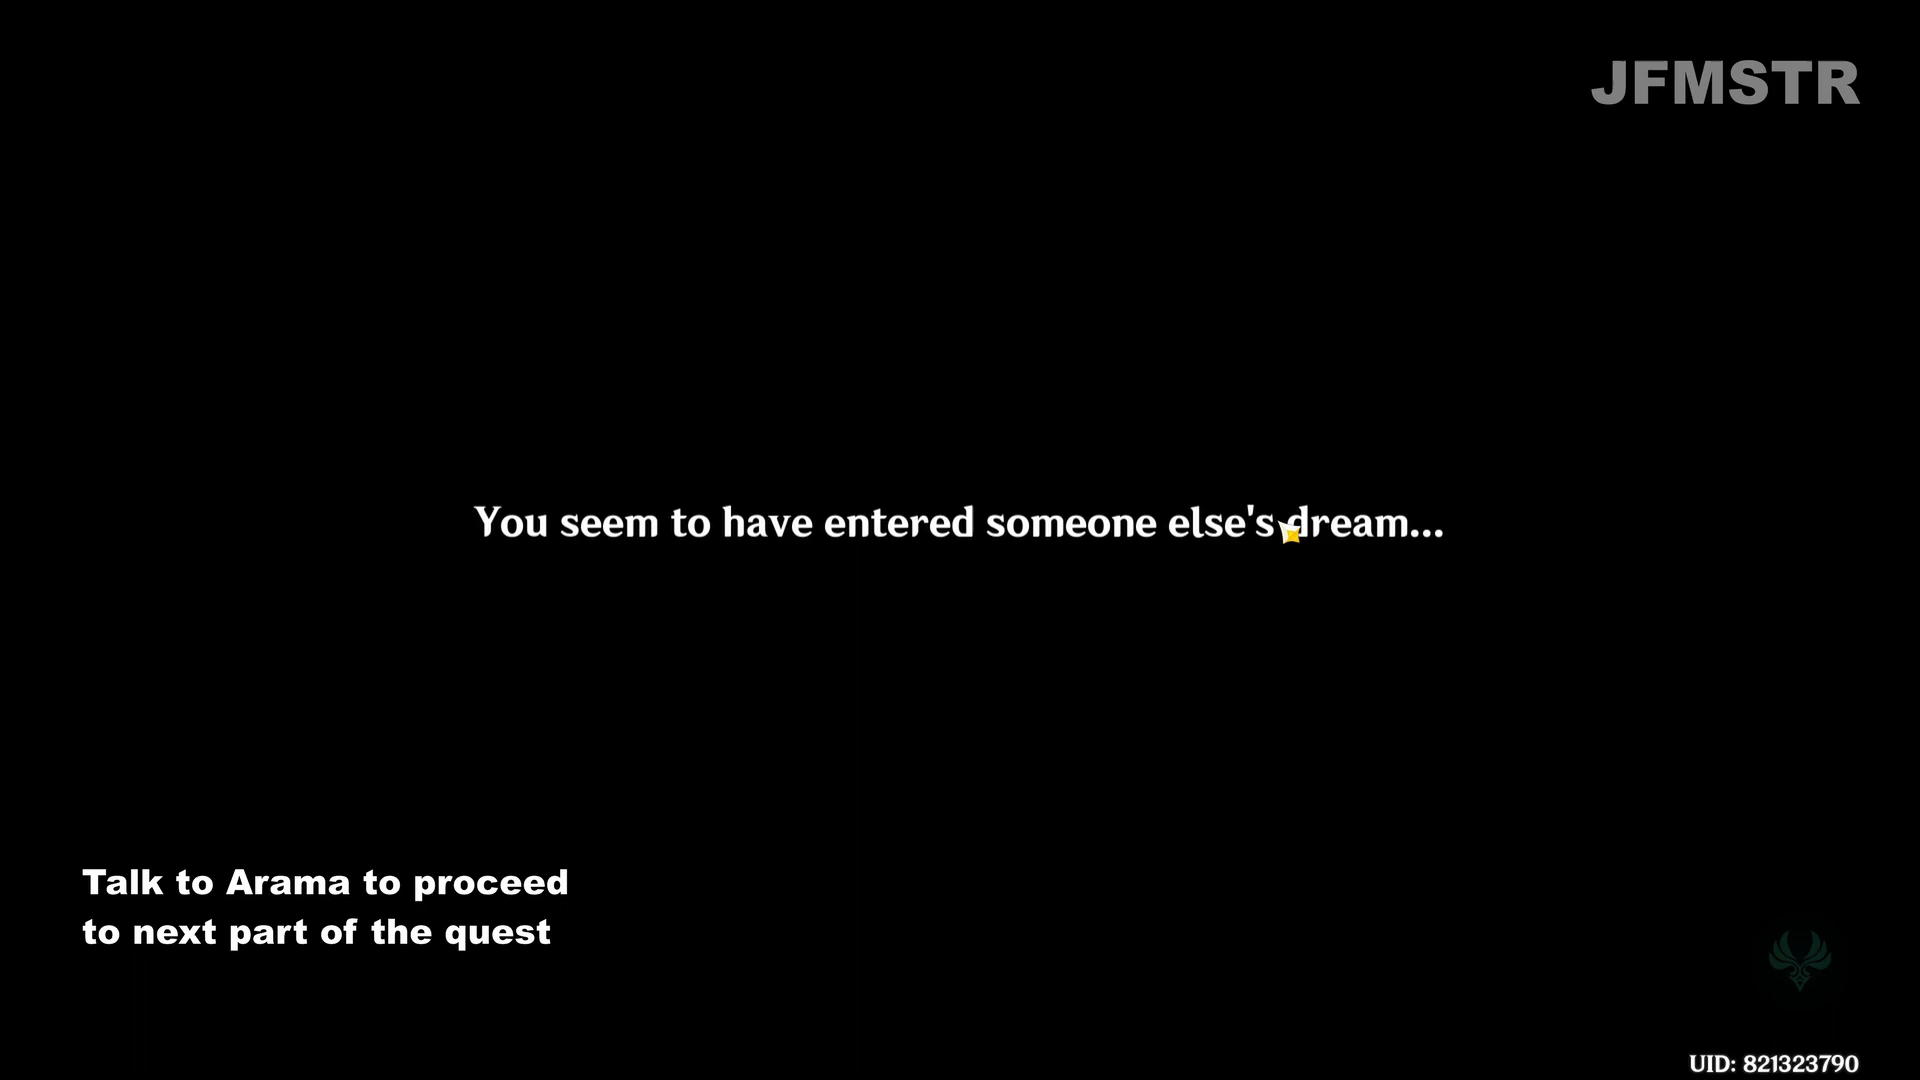 JFMSTR
You seem to have entered someone else's dream...
Talk to Arama to proceed
to next part of the quest
UID: 821323790